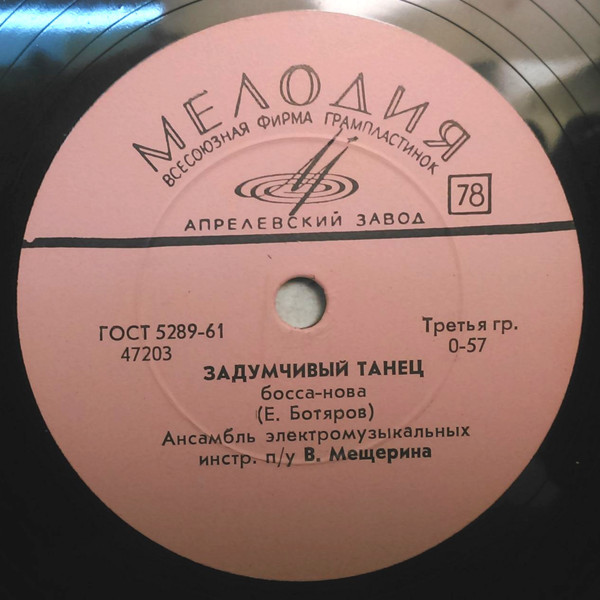 МЕЛОДИЯ
ВСЕСОЮЗНАЯ ФИРМА ГРАМПЛАСТИНОК
78
АПРЕЛЕВСКИЙ ЗАВОД
ГОСТ 5289-61 Третья гр.
47203 0-57
ЗАДУМЧИВЫЙ ТАНЕЦ
босса-нова
(Е. Ботяров)
Ансамбль электромузыкальных
инстр. п/у В. Мещерина